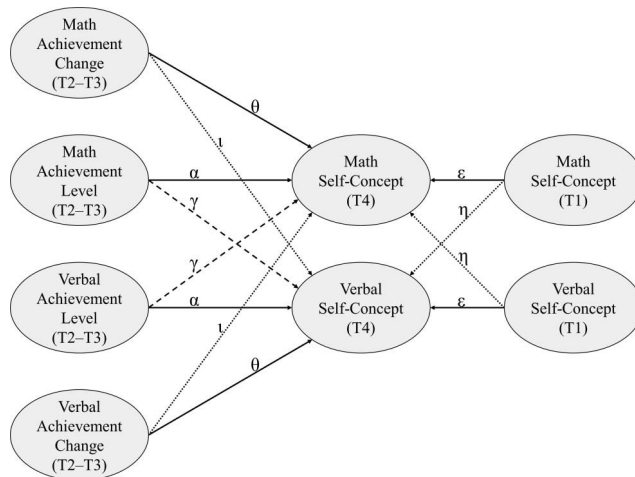 Math
Achievement
Change
(T2–T3)
θ
ι
Math
Achievement
Level
(T2–T3)
α
γ
Math
Self-Concept
(T4)
ε
Math
Self-Concept
(T1)
η
η
Verbal
Achievement
Level
(T2–T3)
γ
α
ι
Verbal
Self-Concept
(T4)
ε
Verbal
Self-Concept
(T1)
θ
Verbal
Achievement
Change
(T2–T3)